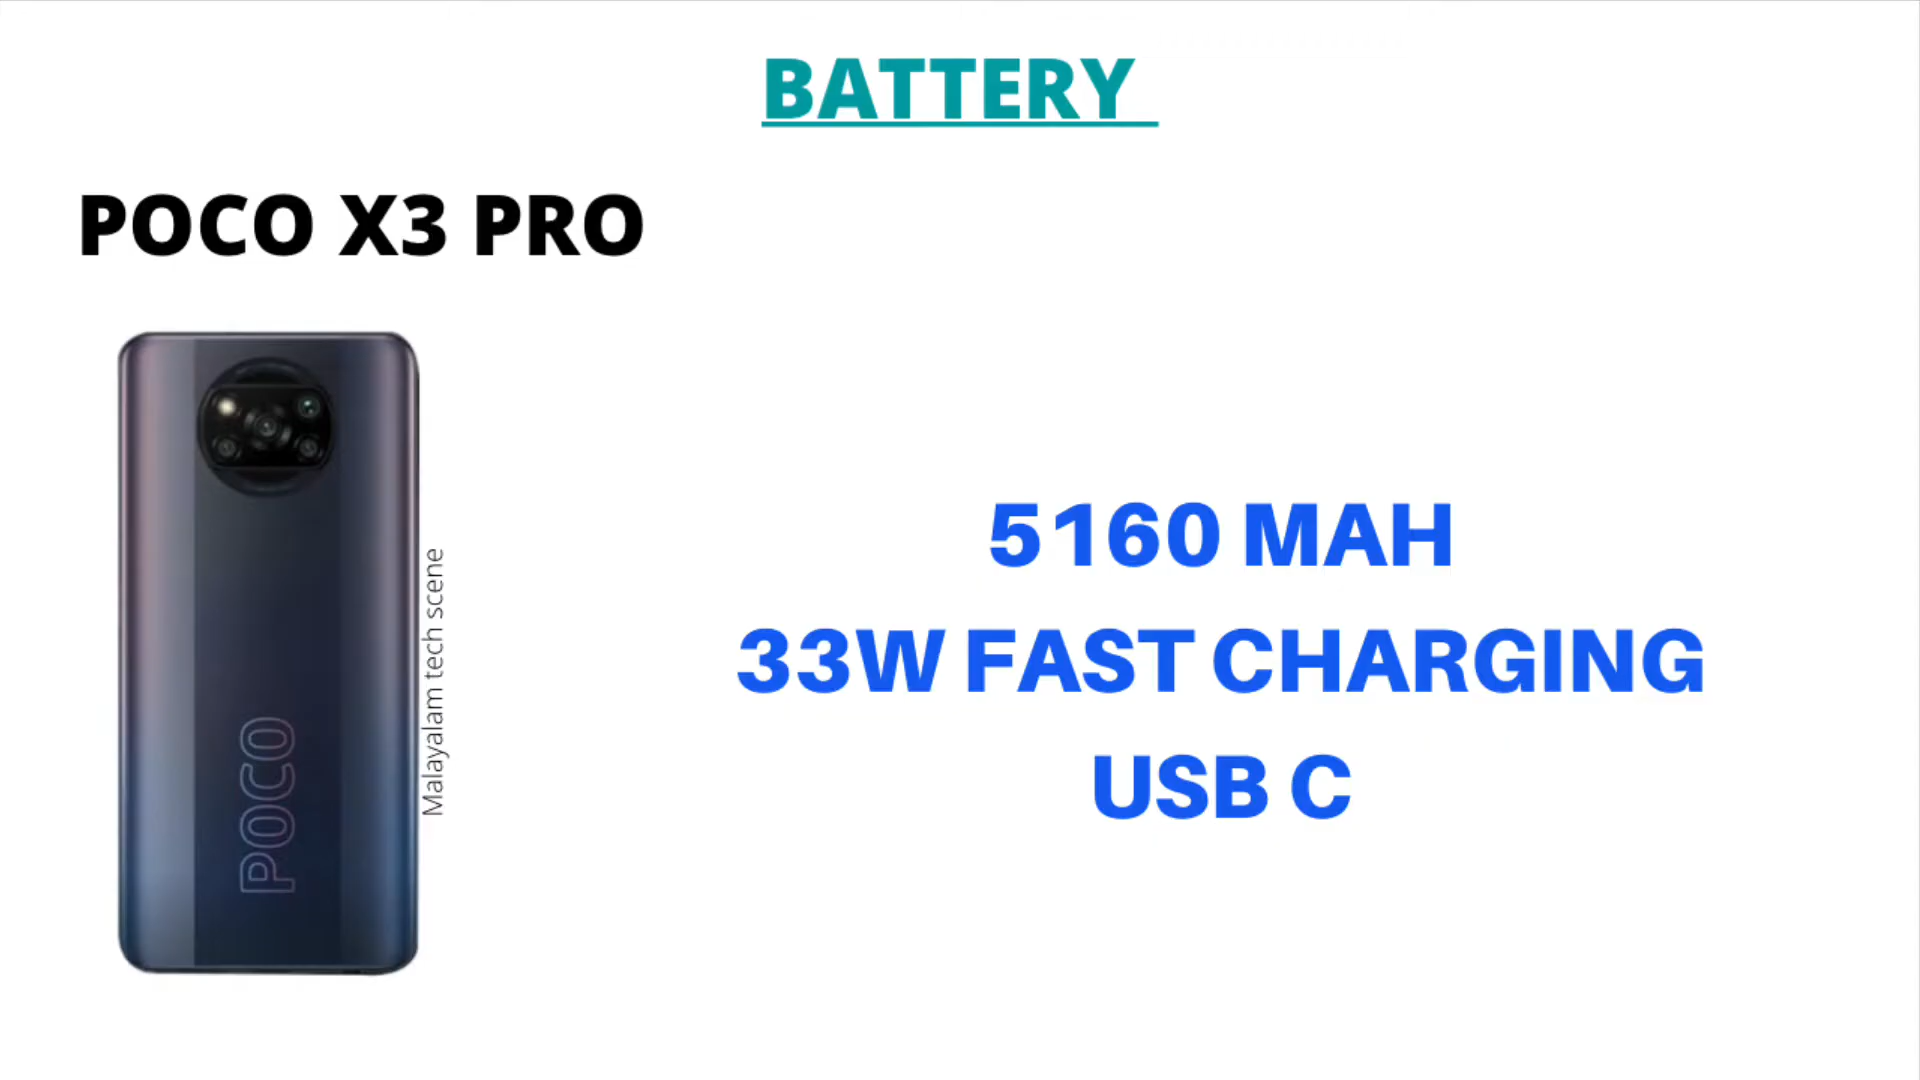 BATTERY
POCO X3 PRO
POCO
Malayalam tech scene
5160 MAH
33W FAST CHARGING
USB C